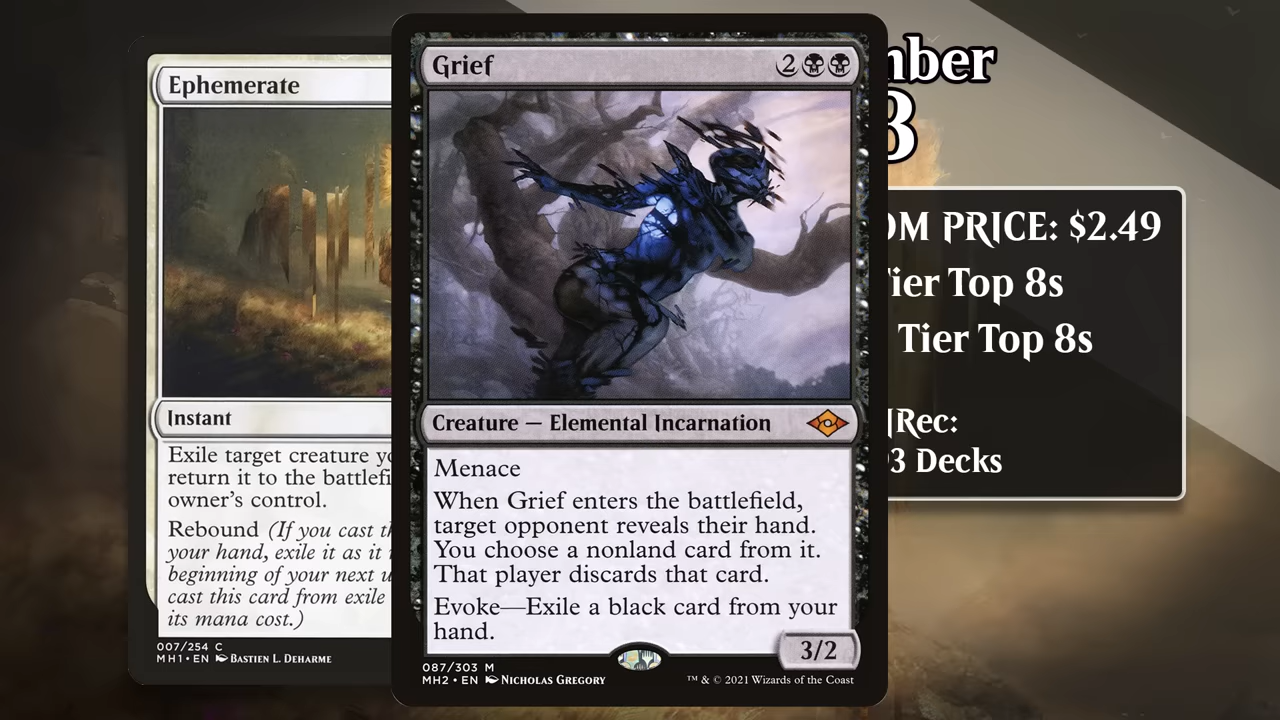 Ephemerate
Exile target creature yo
return it to the battlefi
owner's control.
Instant
Rebound (If you cast th
your hand, exile it as it
beginning of your next
cast this card from exile
its mana cost.)
007/254 C
MH1 • EN Bastien L. Deharme
Grief
2
Creature — Elemental Incarnation
Menace
When Grief enters the battlefield,
target opponent reveals their hand.
You choose a nonland card from it.
That player discards that card.
Evoke—Exile a black card from your
hand.
3/2
087/303 M
MH2 • EN Nicholas Gregory
™ & © 2021 Wizards of the Coast
mber
3
OM PRICE: $2.49
Tier Top 8s
Tier Top 8s
Rec:
3 Decks